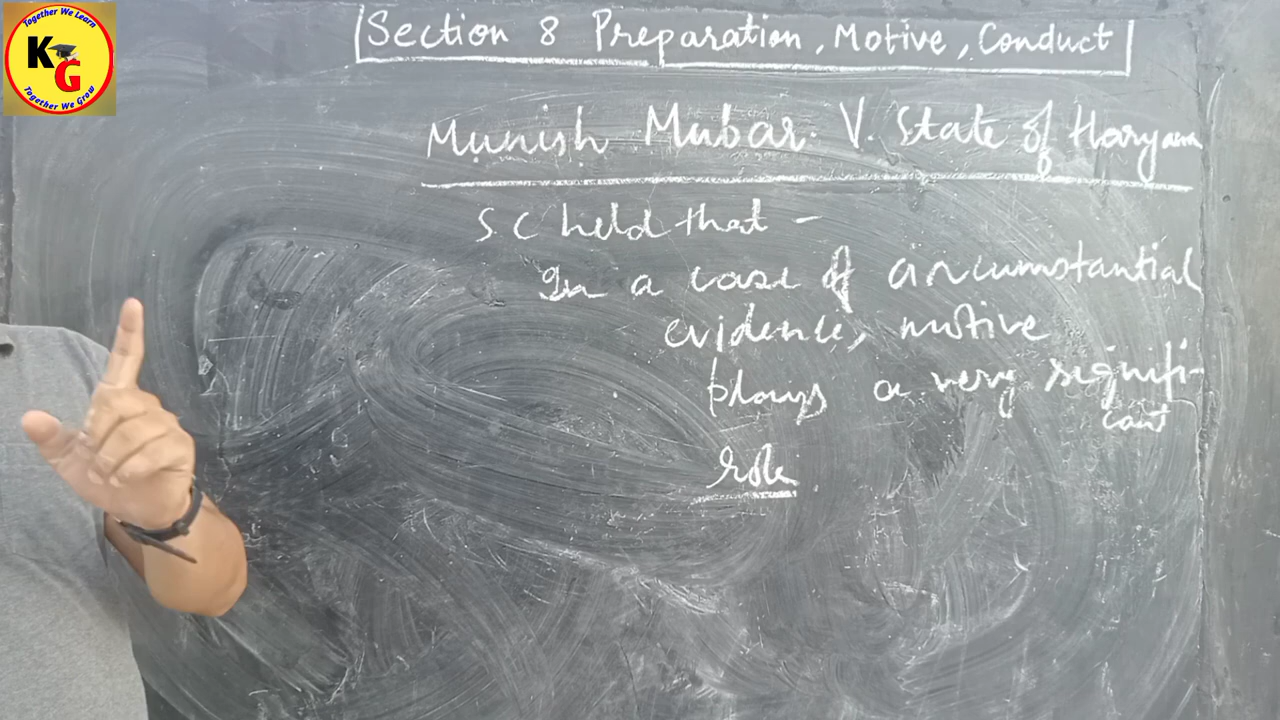 Together We Learn
KG
Together We Grow
Section 8 Preparation, Motive, Conduct
Munish Mubar. V. State of Haryana
SC held that -
In a case of circumstantial
evidence, motive
plays a very signifi-
cant
role